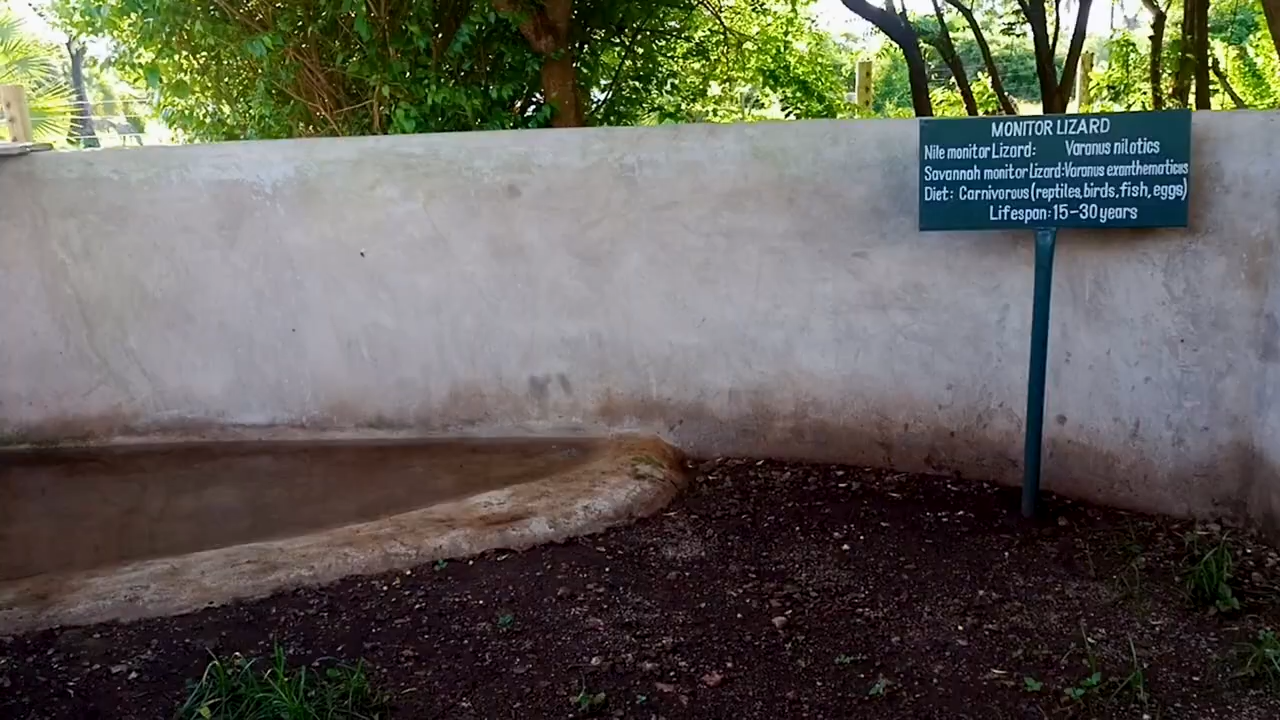 MONITOR LIZARD
Nile monitor Lizard: Varanus nilotics
Savannah monitor Lizard: Varanus exanthematicus
Diet: Carnivorous (reptiles, birds, fish, eggs)
Lifespan: 15-30 years